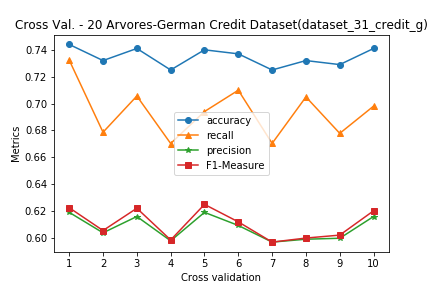 Cross Val. - 20 Arvores-German Credit Dataset(dataset_31_credit_g)
0.74
0.72
0.70
0.68
0.66
0.64
0.62
0.60
Metrics
accuracy
recall
precision
F1-Measure
1 2 3 4 5 6 7 8 9 10
Cross validation